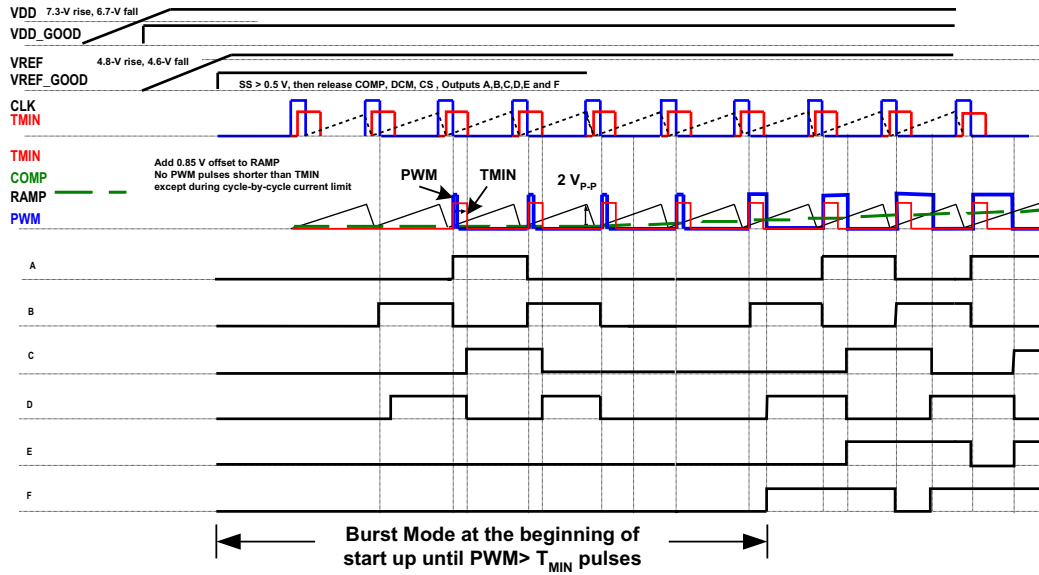 VDD 7.3-V rise, 6.7-V fall
VDD_GOOD
VREF 4.8-V rise, 4.6-V fall
VREF_GOOD
SS > 0.5 V, then release COMP, DCM, CS , Outputs A,B,C,D,E and F
CLK
TMIN
TMIN
COMP
RAMP
PWM
Add 0.85 V offset to RAMP
No PWM pulses shorter than TMIN
except during cycle-by-cycle current limit
PWM
TMIN
2 VP-P
A
B
C
D
E
F
Burst Mode at the beginning of
start up until PWM> TMIN pulses